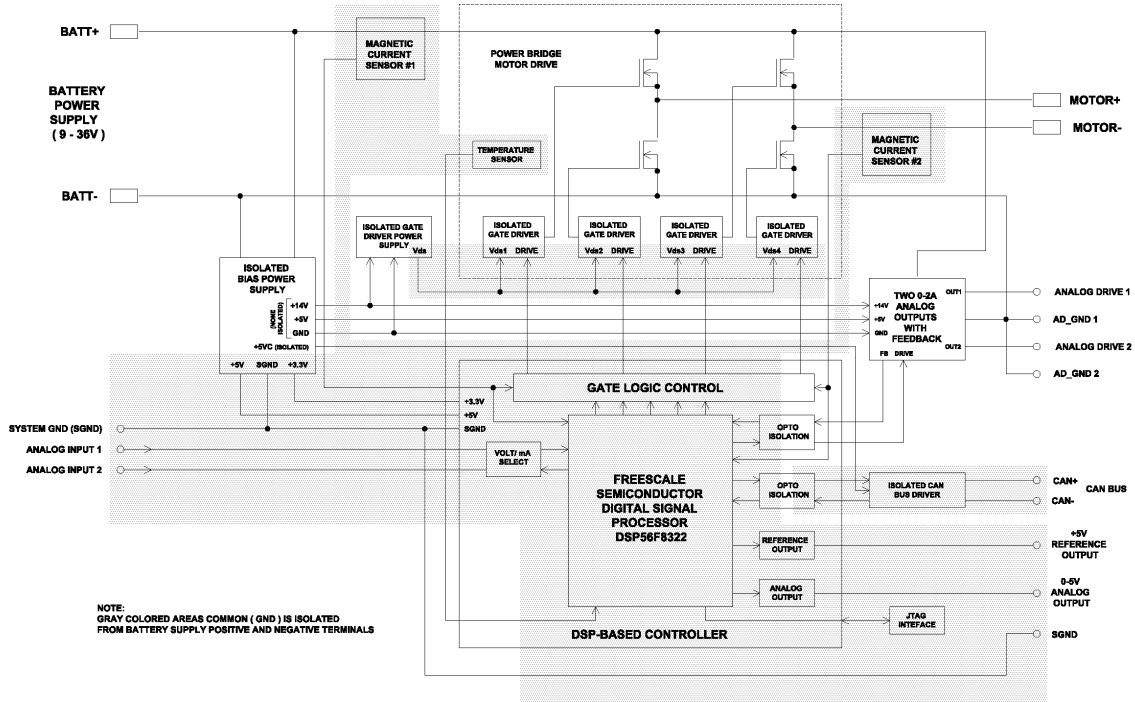 BATT+
BATTERY
POWER
SUPPLY
( 9 - 36V )
BATT-
MAGNETIC
CURRENT
SENSOR #1
POWER BRIDGE
MOTOR DRIVE
TEMPERATURE
SENSOR
MOTOR+
MOTOR-
MAGNETIC
CURRENT
SENSOR #2
ISOLATED GATE
DRIVER POWER
SUPPLY
Vds
ISOLATED
GATE DRIVER
Vds1 DRIVE
ISOLATED
GATE DRIVER
Vds2 DRIVE
ISOLATED
GATE DRIVER
Vds3 DRIVE
ISOLATED
GATE DRIVER
Vds4 DRIVE
ISOLATED
BIAS POWER
SUPPLY
(NONE
ISOLATED)
+14V
+5V
GND
+5VC (ISOLATED)
+5V SGND +3.3V
TWO 0-2A
ANALOG
OUTPUTS
WITH
FEEDBACK
+14V
+5V
GND
OUT1
OUT2
FB DRIVE
ANALOG DRIVE 1
AD_GND 1
ANALOG DRIVE 2
AD_GND 2
GATE LOGIC CONTROL
+3.3V
+5V
SGND
SYSTEM GND (SGND)
ANALOG INPUT 1
ANALOG INPUT 2
VOLT/ mA
SELECT
FREESCALE
SEMICONDUCTOR
DIGITAL SIGNAL
PROCESSOR
DSP56F8322
OPTO
ISOLATION
OPTO
ISOLATION
ISOLATED CAN
BUS DRIVER
CAN+
CAN BUS
CAN-
REFERENCE
OUTPUT
+5V
REFERENCE
OUTPUT
ANALOG
OUTPUT
0-5V
ANALOG
OUTPUT
JTAG
INTEFACE
SGND
DSP-BASED CONTROLLER
NOTE:
GRAY COLORED AREAS COMMON ( GND ) IS ISOLATED
FROM BATTERY SUPPLY POSITIVE AND NEGATIVE TERMINALS